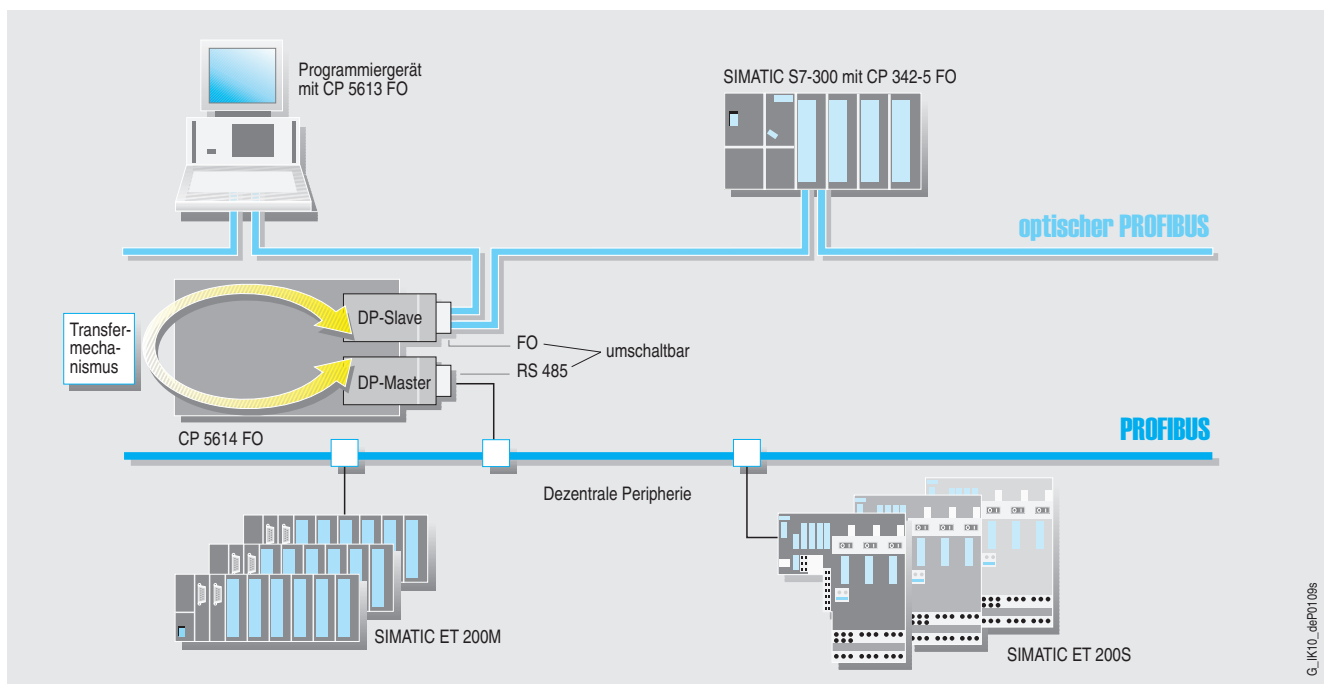 Programmiergerät
mit CP 5613 FO
SIMATIC S7-300 mit CP 342-5 FO
optischer PROFIBUS
Transfer-
mecha-
nismus
DP-Slave
DP-Master
FO
RS 485
umschaltbar
CP 5614 FO
PROFIBUS
Dezentrale Peripherie
SIMATIC ET 200M
SIMATIC ET 200S
G_IK10_deP0109s